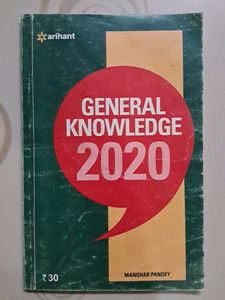 arihant
GENERAL
KNOWLEDGE
2020
₹30
MANOHAR PANDEY